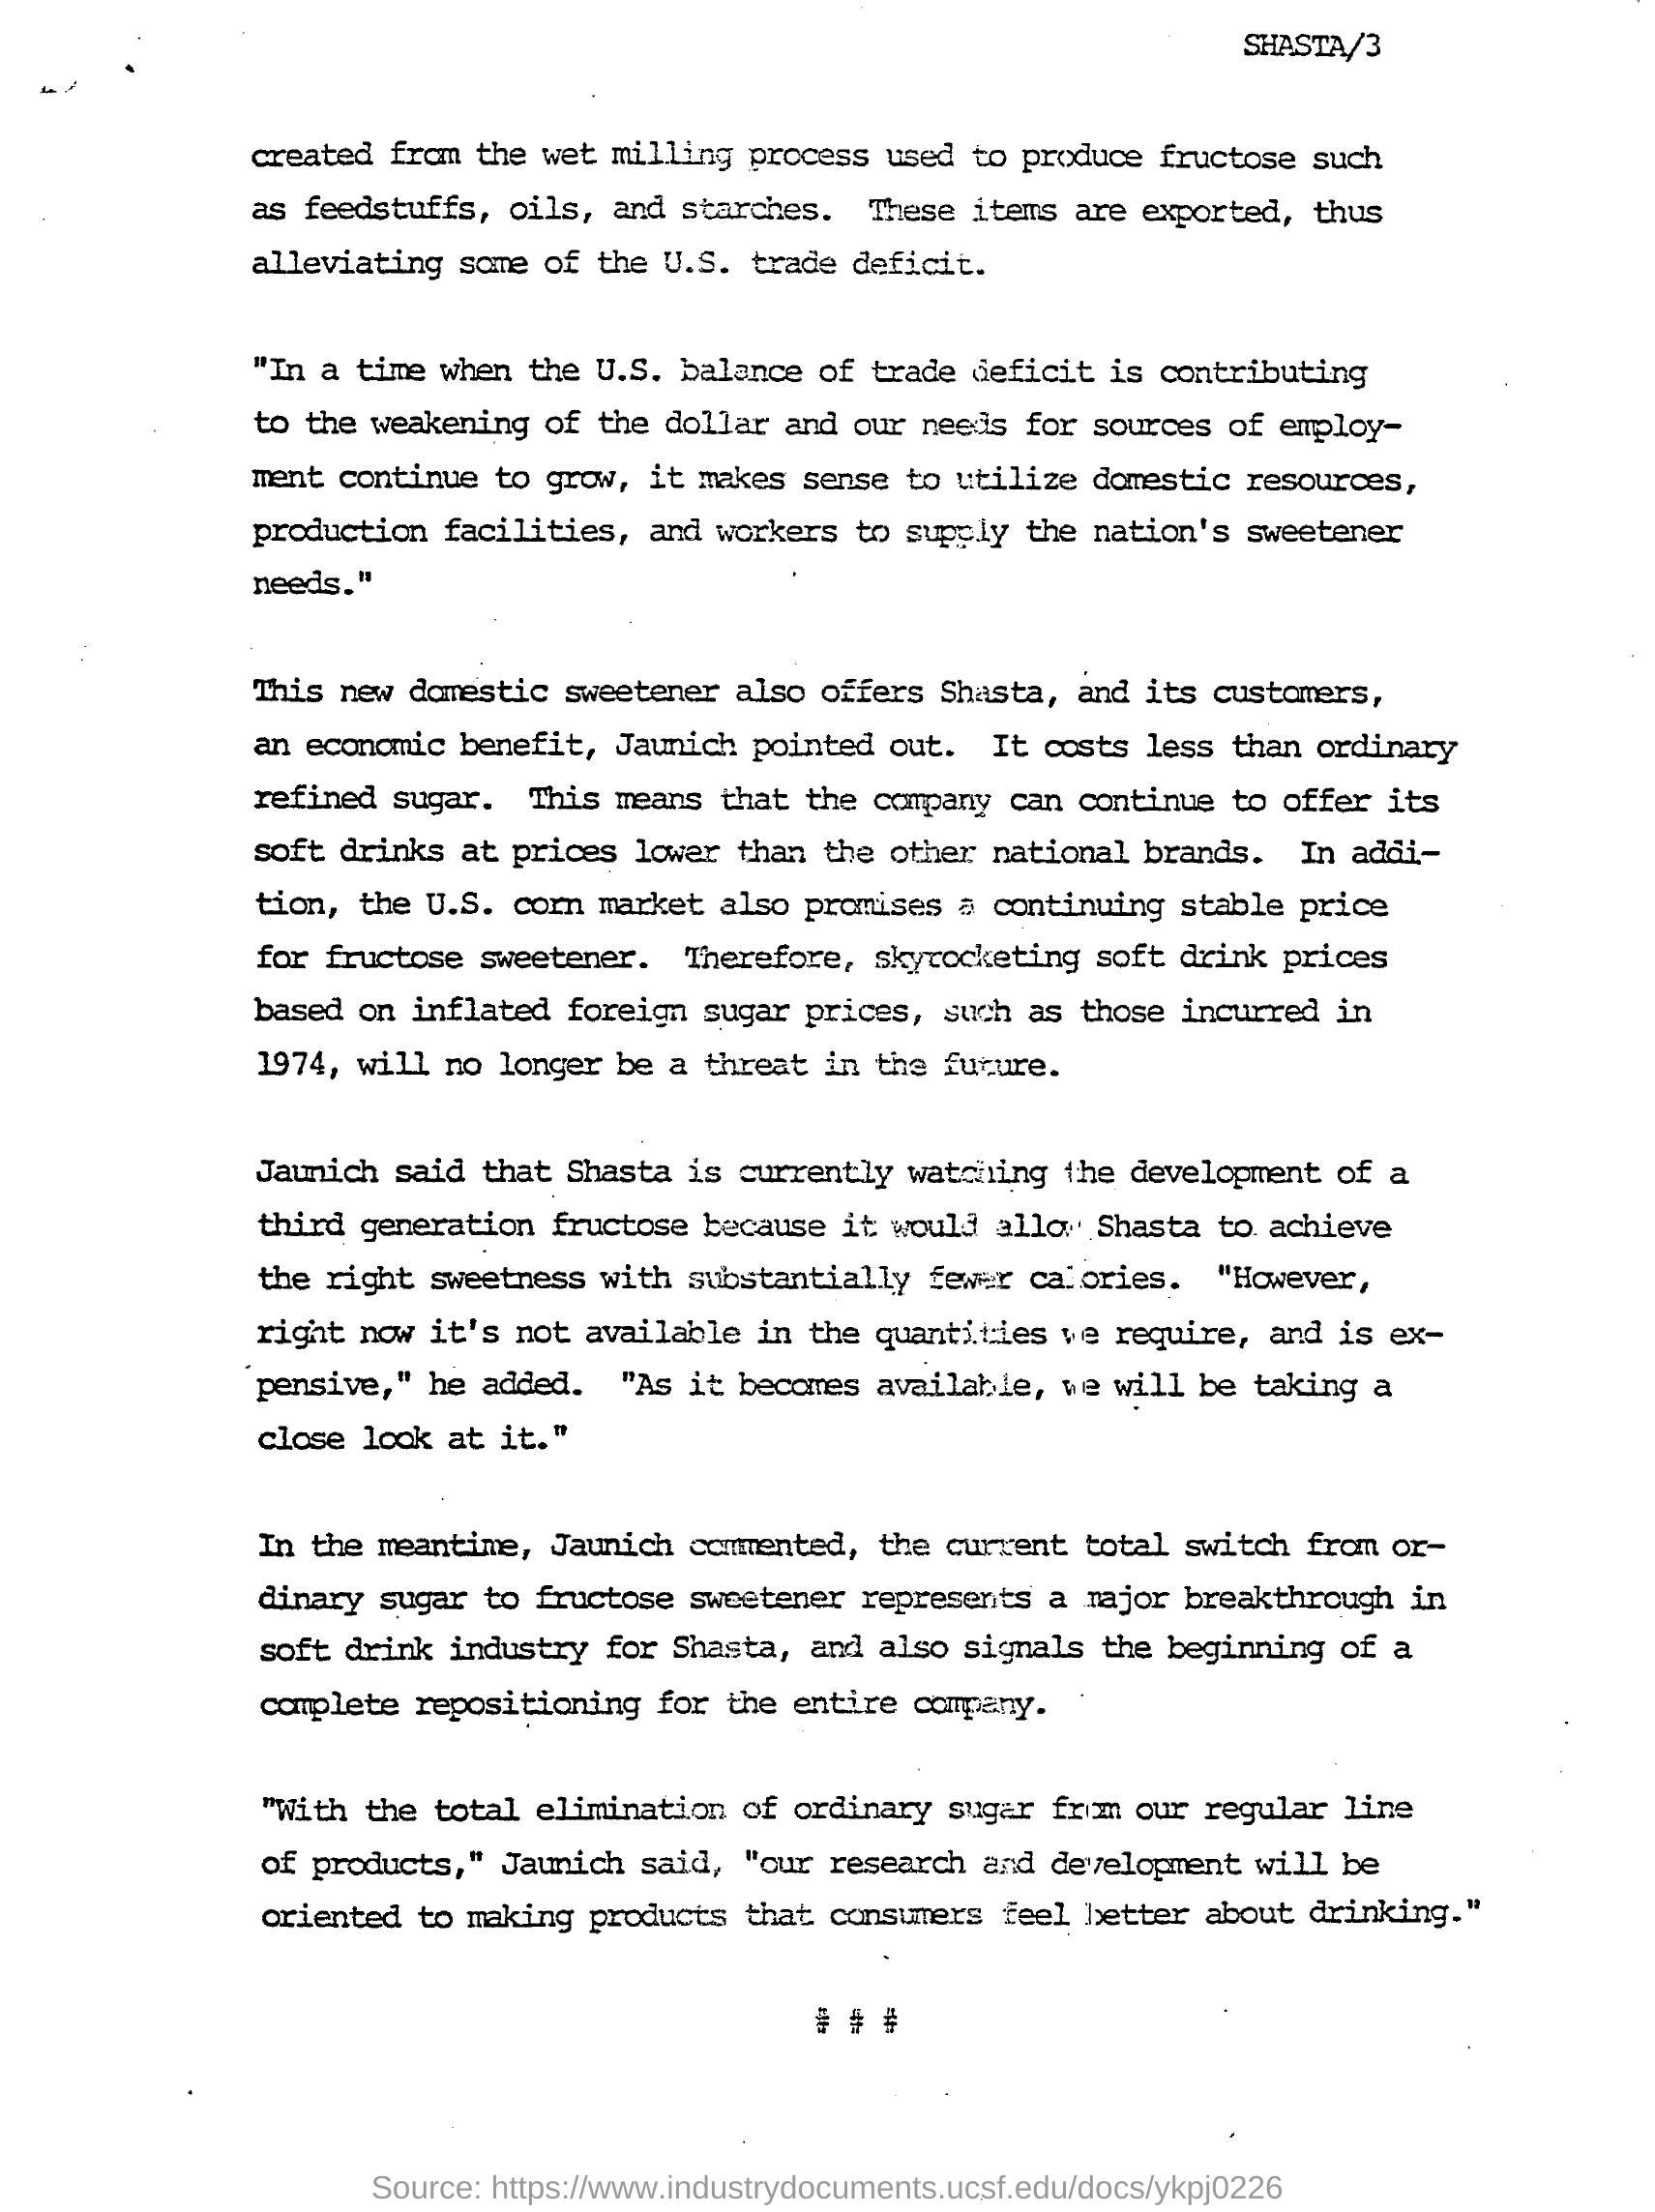 SHASTA/3
created from the wet milling process used to produce fructose such
as feedstuffs, oils, and starches. These items are exported, thus
alleviating some of the U.S. trade deficit.
"In a time when the U.S. balance of trade deficit is contributing
to the weakening of the dollar and our needs for sources of employ-
ment continue to grow, it makes sense to utilize domestic resources,
production facilities, and workers to supply the nation's sweetener
needs."
This new domestic sweetener also offers Shasta, and its customers,
an economic benefit, Jaunich pointed out. It costs less than ordinary
refined sugar. This means that the company can continue to offer its
soft drinks at prices lower than the other national brands. In addi-
tion, the U.S. corn market also promises a continuing stable price
for fructose sweetener. Therefore, skyrocketing soft drink prices
based on inflated foreign sugar prices, such as those incurred in
1974, will no longer be a threat in the future.
Jaunich said that Shasta is currently watching the development of a
third generation fructose because it would allow Shasta to achieve
the right sweetness with substantially fewer calories. "However,
right now it's not available in the quantities we require, and is ex-
pensive," he added. "As it becomes available, we will be taking a
close look at it."
In the meantime, Jaunich commented, the current total switch from or-
dinary sugar to fructose sweetener represents a major breakthrough in
soft drink industry for Shasta, and also signals the beginning of a
complete repositioning for the entire company.
"With the total elimination of ordinary sugar from our regular line
of products," Jaunich said, "our research and development will be
oriented to making products that consumers feel better about drinking."
# # #
Source: https://www.industrydocuments.ucsf.edu/docs/ykpj0226